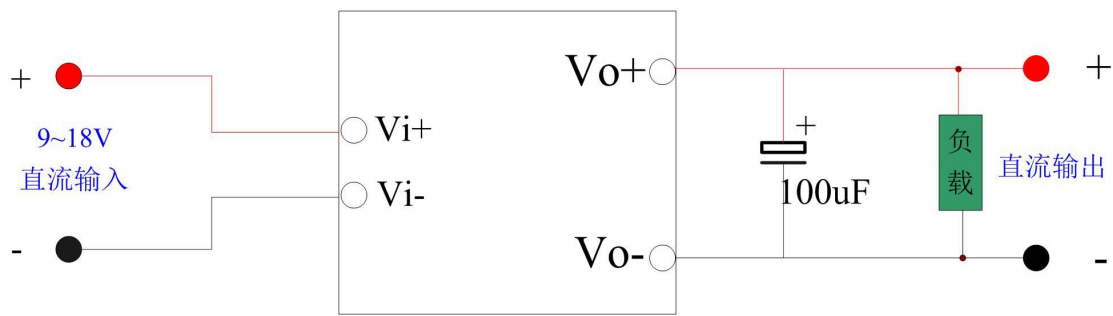 +
9~18V
直流输入
-
Vi+
Vi-
Vo+
Vo-
+
100uF
负
载
+
直流输出
-